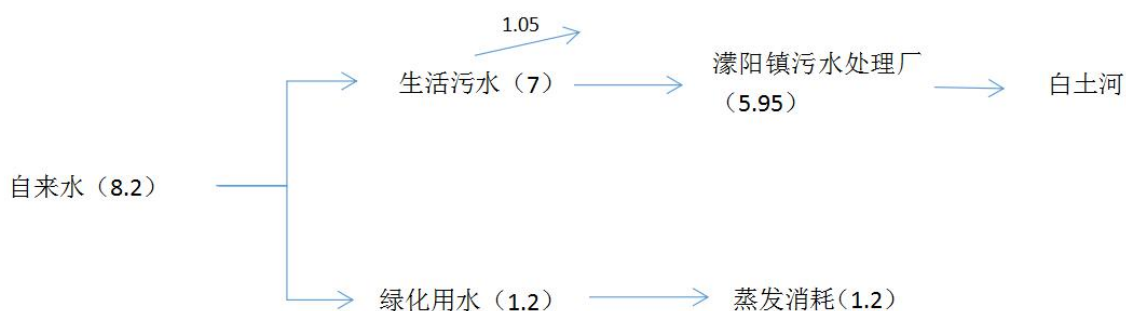 1.05
生活污水（7）
濛阳镇污水处理厂
（5.95）
白土河
自来水（8.2）
绿化用水（1.2）
蒸发消耗(1.2）